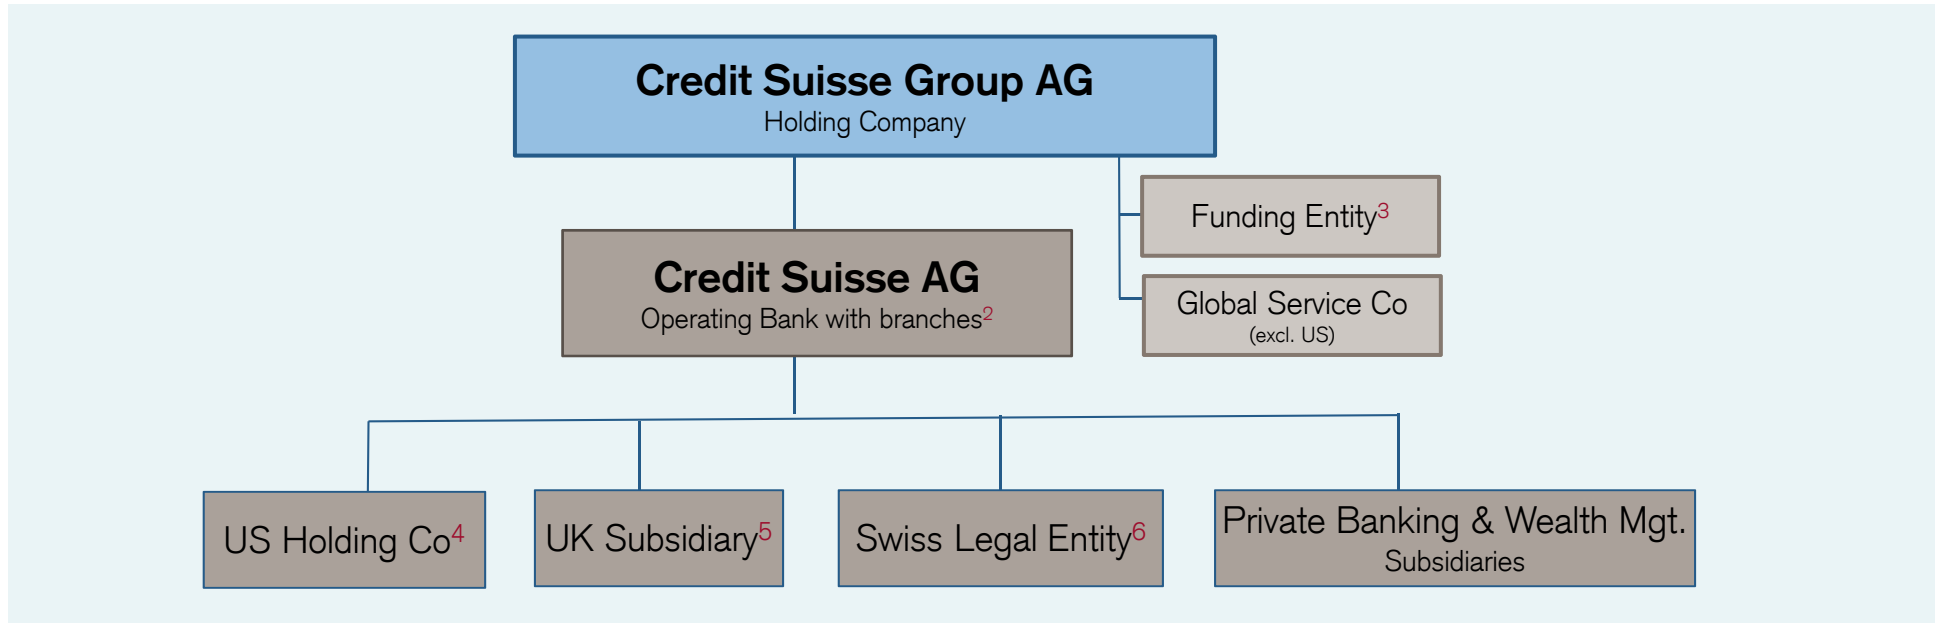 Credit Suisse Group AG
Holding Company
Funding Entity3
Credit Suisse AG
Operating Bank with branches2
Global Service Co
(excl. US)
US Holding Co4
UK Subsidiary5
Swiss Legal Entity6
Private Banking & Wealth Mgt.
Subsidiaries